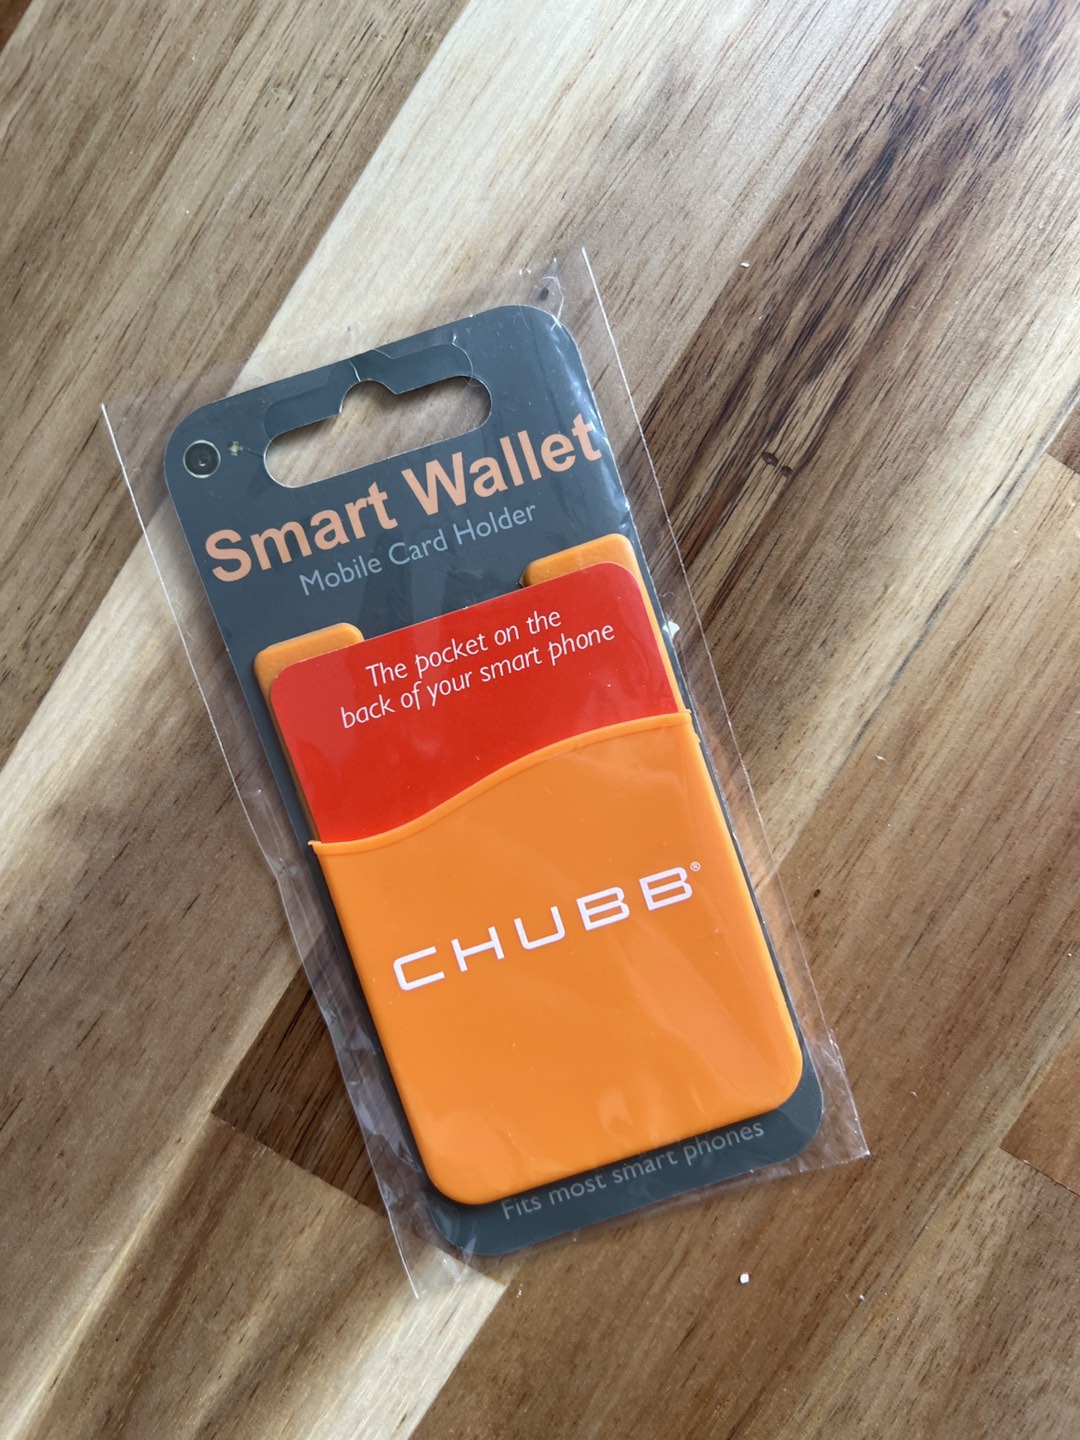 Smart Wallet
Mobile Card Holder
The pocket on the
back of your smart phone
CHUBB®
Fits most smart phones